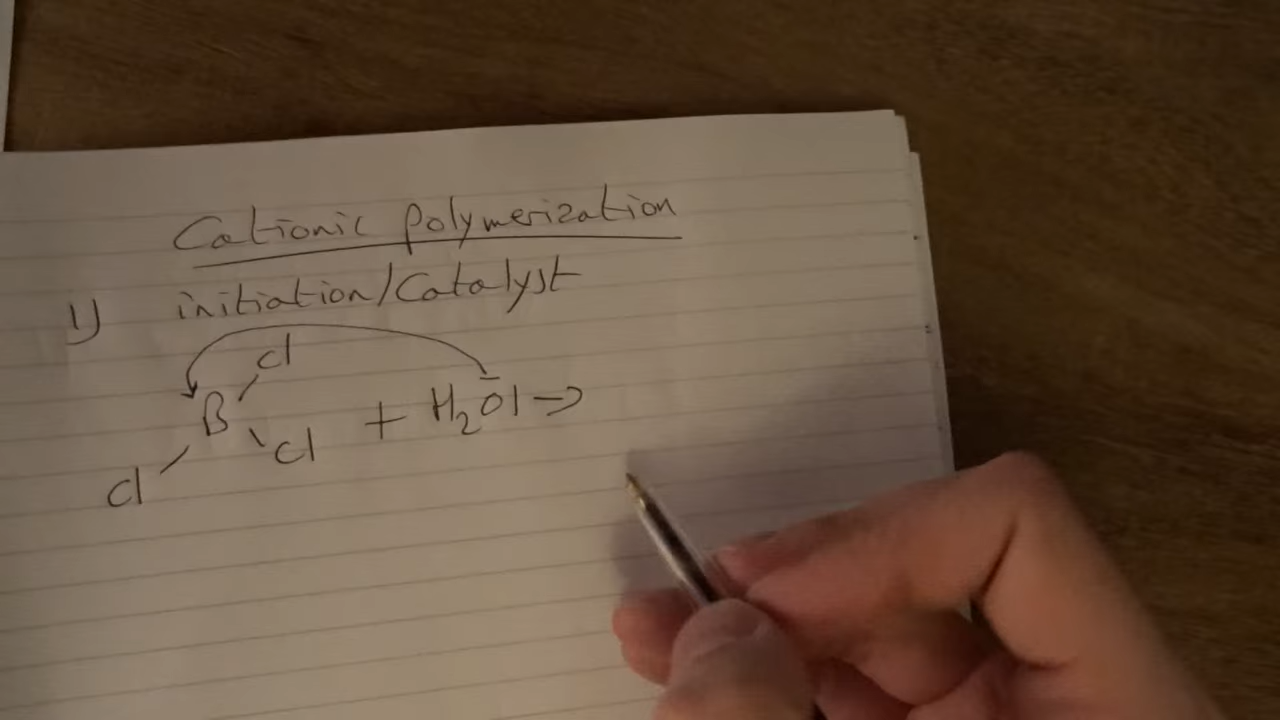 Cationic Polymerization
1) initiation/Catalyst
Cl
B + H₂O| →
Cl
Cl